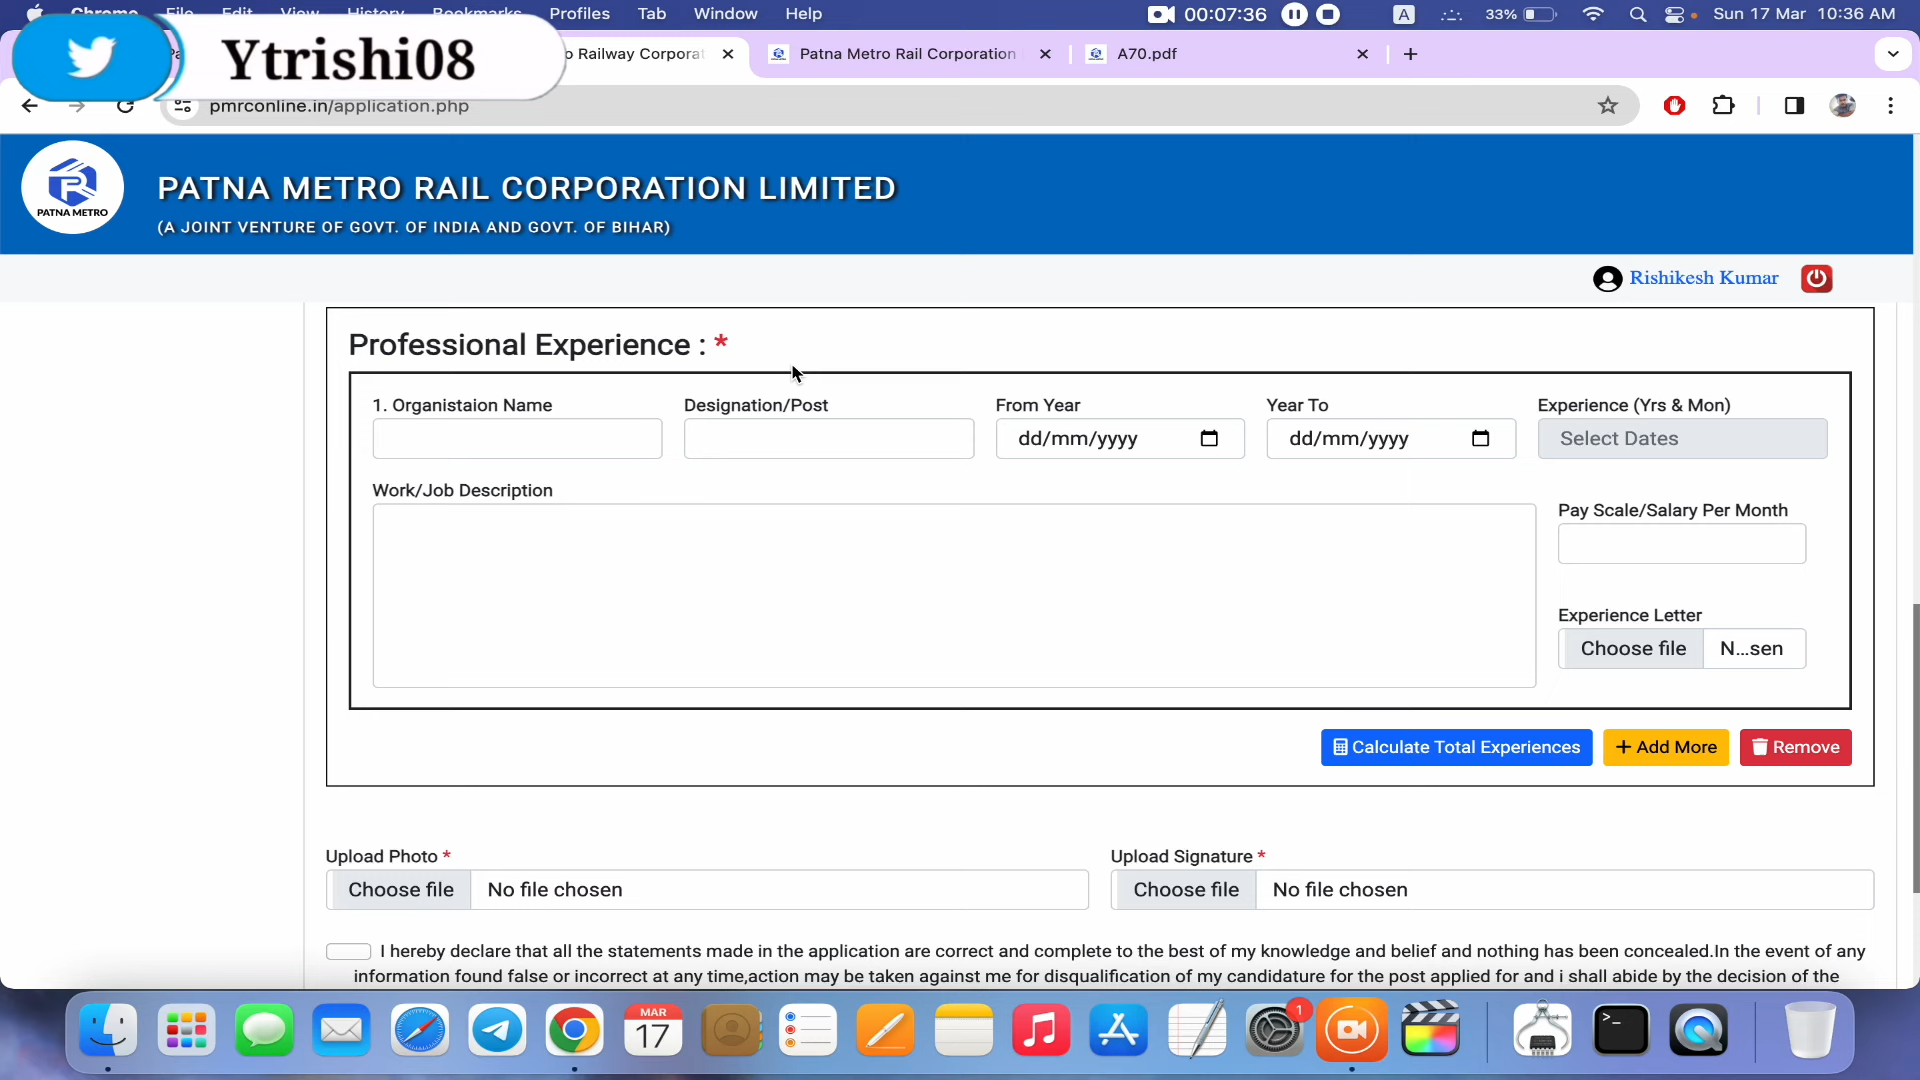 Chrome File Edit View History Bookmarks Profiles Tab Window Help 00:07:36 A 33% Sun 17 Mar 10:36 AM
Ytrishi08
o Railway Corporat Patna Metro Rail Corporation A70.pdf
pmrconline.in/application.php
PATNA METRO
PATNA METRO RAIL CORPORATION LIMITED
(A JOINT VENTURE OF GOVT. OF INDIA AND GOVT. OF BIHAR)
Rishikesh Kumar
Professional Experience : *
1. Organistaion Name Designation/Post From Year Year To Experience (Yrs & Mon)
dd/mm/yyyy dd/mm/yyyy Select Dates
Work/Job Description
Pay Scale/Salary Per Month
Experience Letter
Choose file N...sen
Calculate Total Experiences + Add More Remove
Upload Photo * Upload Signature *
Choose file No file chosen Choose file No file chosen
I hereby declare that all the statements made in the application are correct and complete to the best of my knowledge and belief and nothing has been concealed.In the event of any
information found false or incorrect at any time,action may be taken against me for disqualification of my candidature for the post applied for and i shall abide by the decision of the
MAR
17
1